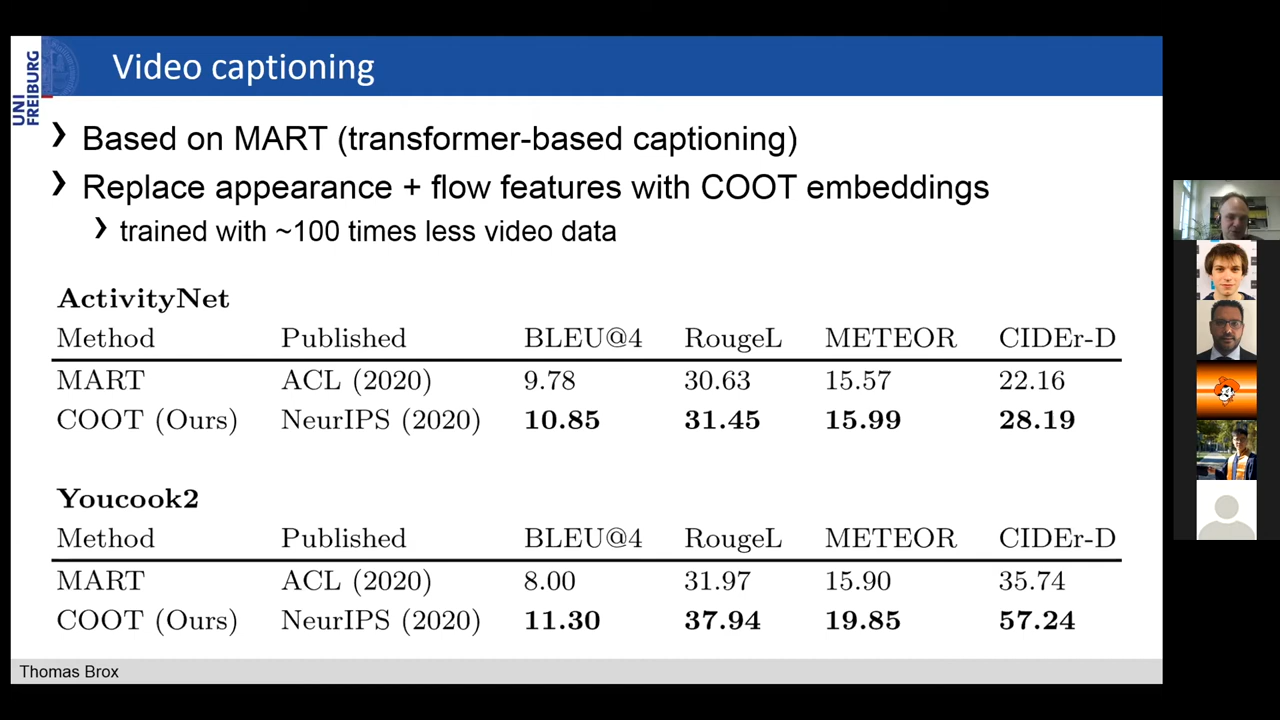 Video captioning
UNI
FREIBURG
Based on MART (transformer-based captioning)
Replace appearance + flow features with COOT embeddings
trained with ~100 times less video data
ActivityNet
Method Published BLEU@4 RougeL METEOR CIDEr-D
MART ACL (2020) 9.78 30.63 15.57 22.16
COOT (Ours) NeurIPS (2020) 10.85 31.45 15.99 28.19
Youcook2
Method Published BLEU@4 RougeL METEOR CIDEr-D
MART ACL (2020) 8.00 31.97 15.90 35.74
COOT (Ours) NeurIPS (2020) 11.30 37.94 19.85 57.24
Thomas Brox